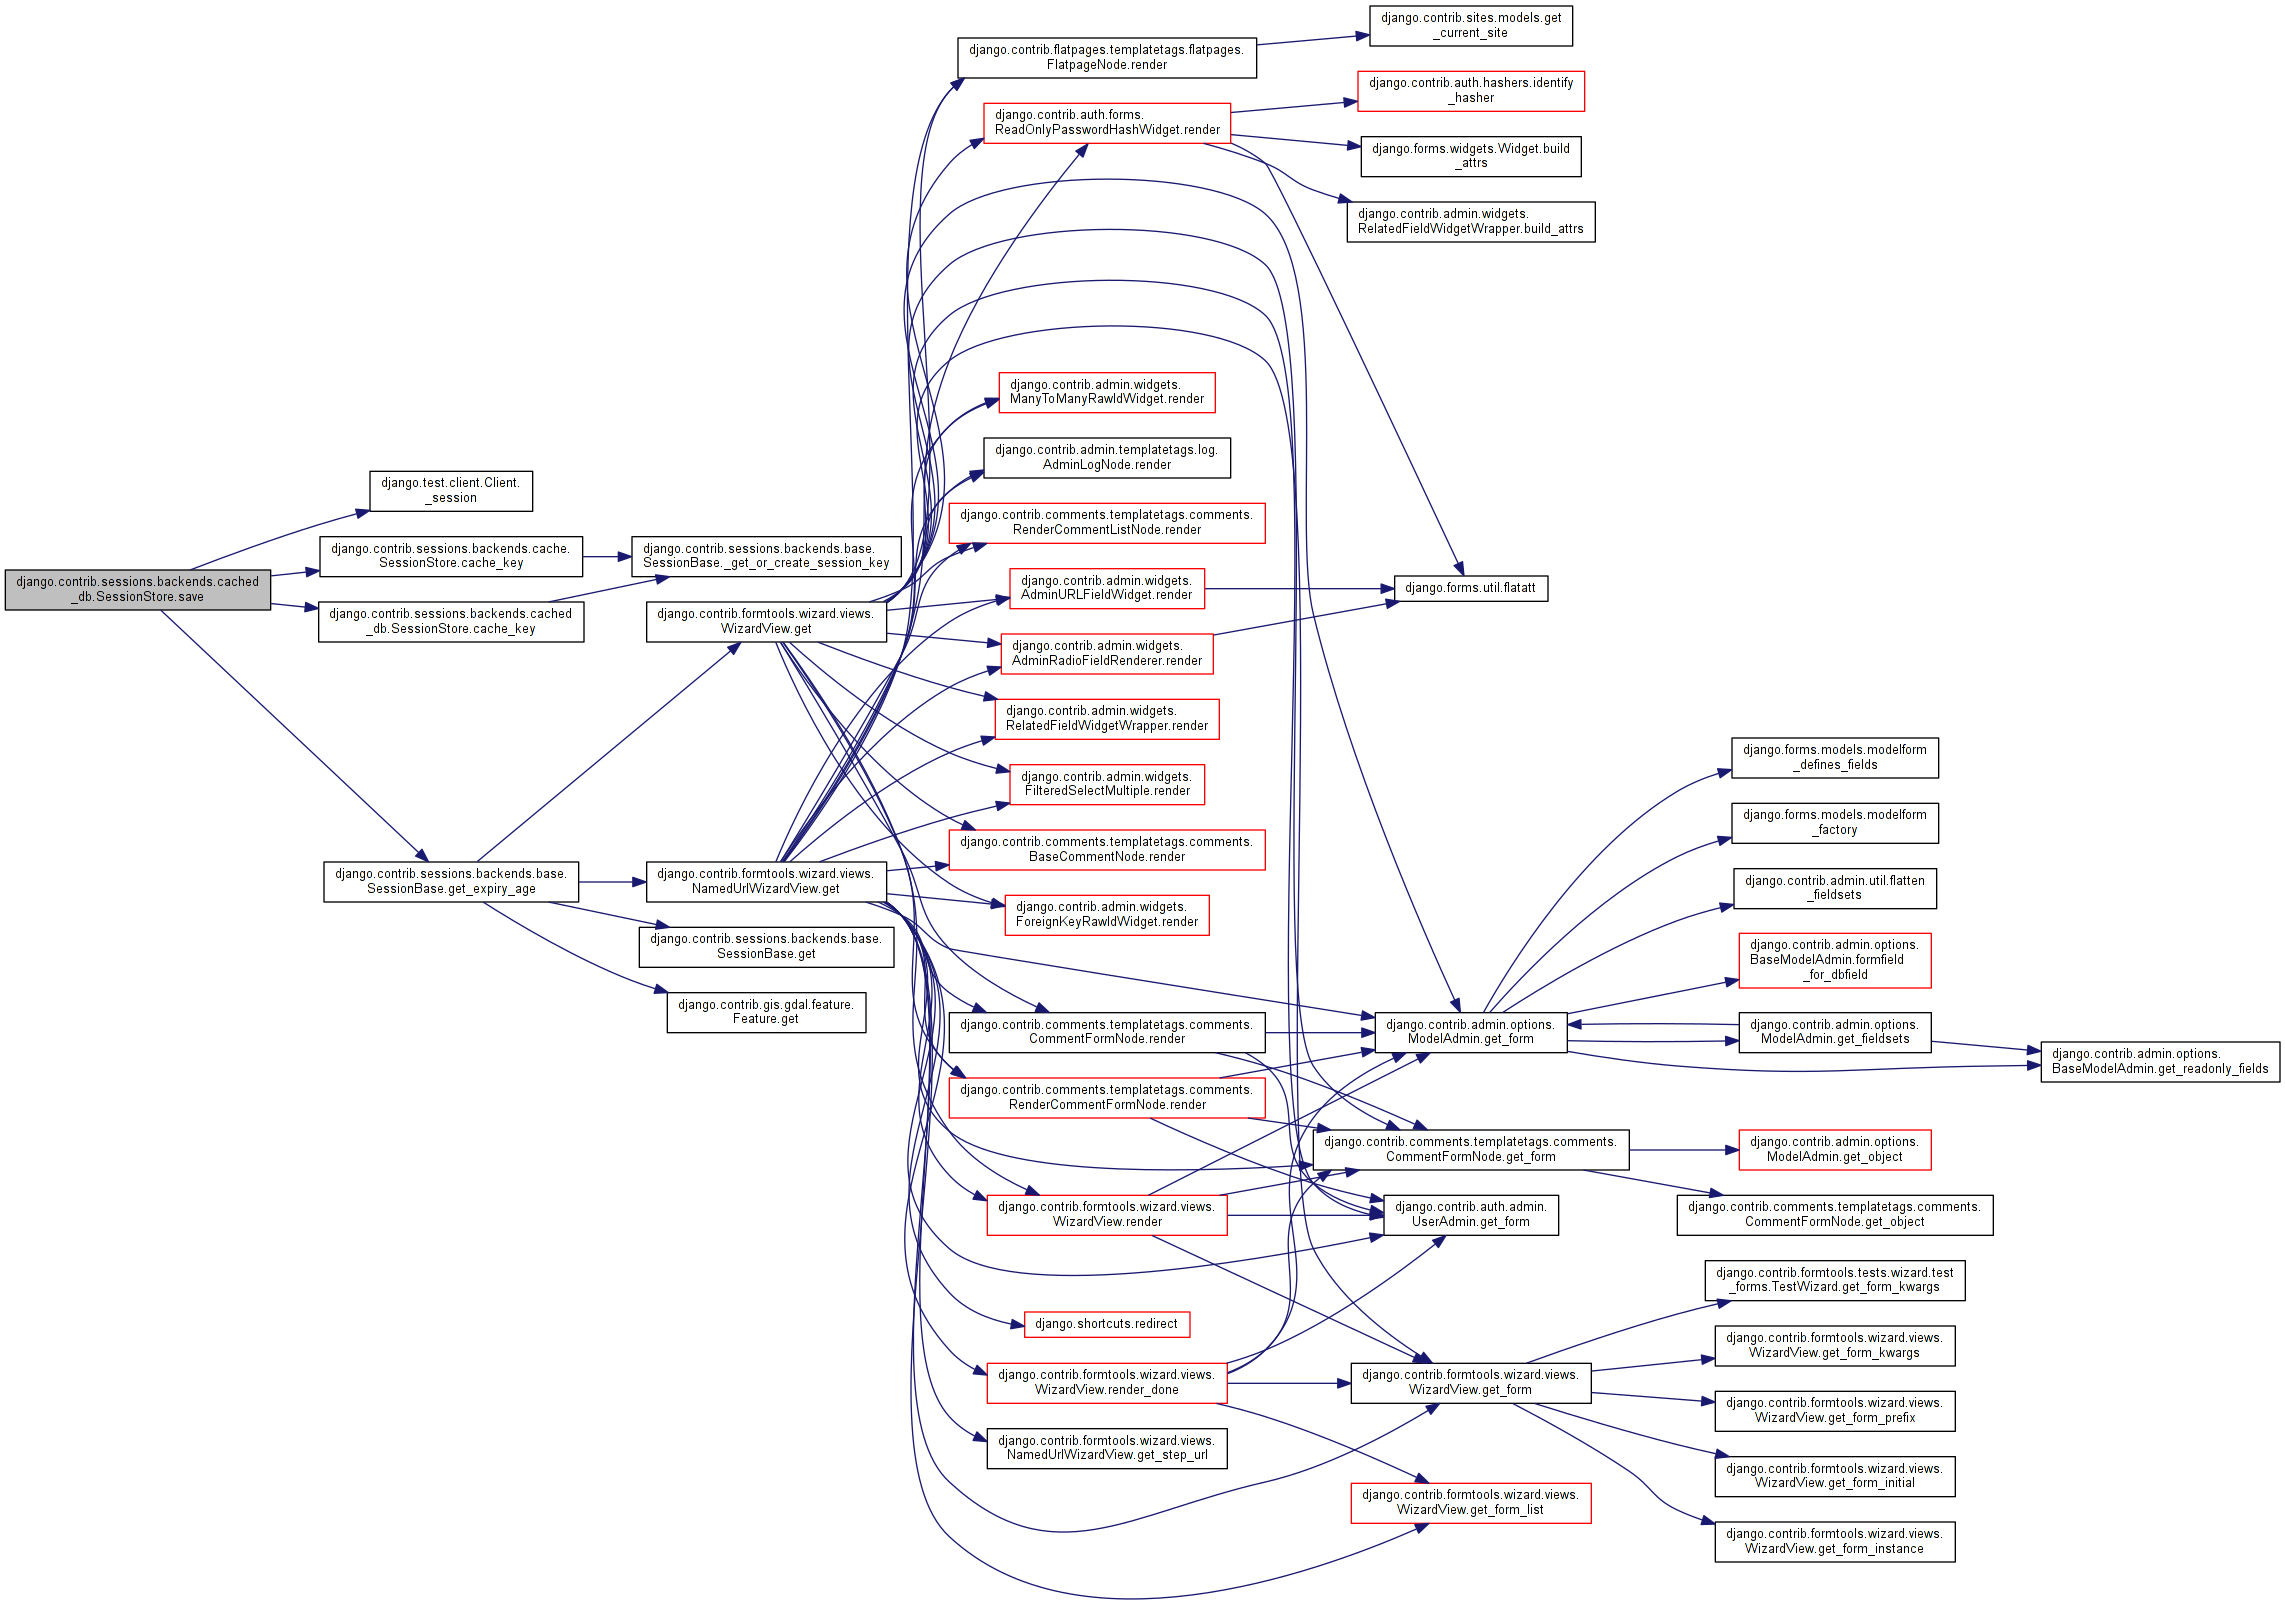 django.contrib.sessions.backends.cached
_db.SessionStore.save
django.test.client.Client.
_session
django.contrib.sessions.backends.cache.
SessionStore.cache_key
django.contrib.sessions.backends.cached
_db.SessionStore.cache_key
django.contrib.sessions.backends.base.
SessionBase.get_expiry_age
django.contrib.sessions.backends.base.
SessionBase._get_or_create_session_key
django.contrib.formtools.wizard.views.
WizardView.get
django.contrib.formtools.wizard.views.
NamedUrlWizardView.get
django.contrib.sessions.backends.base.
SessionBase.get
django.contrib.gis.gdal.feature.
Feature.get
django.contrib.flatpages.templatetags.flatpages.
FlatpageNode.render
django.contrib.auth.forms.
ReadOnlyPasswordHashWidget.render
django.contrib.admin.widgets.
ManyToManyRawIdWidget.render
django.contrib.admin.templatetags.log.
AdminLogNode.render
django.contrib.comments.templatetags.comments.
RenderCommentListNode.render
django.contrib.admin.widgets.
AdminURLFieldWidget.render
django.contrib.admin.widgets.
AdminRadioFieldRenderer.render
django.contrib.admin.widgets.
RelatedFieldWidgetWrapper.render
django.contrib.admin.widgets.
FilteredSelectMultiple.render
django.contrib.comments.templatetags.comments.
BaseCommentNode.render
django.contrib.admin.widgets.
ForeignKeyRawIdWidget.render
django.contrib.comments.templatetags.comments.
CommentFormNode.render
django.contrib.comments.templatetags.comments.
RenderCommentFormNode.render
django.contrib.formtools.wizard.views.
WizardView.render
django.shortcuts.redirect
django.contrib.formtools.wizard.views.
WizardView.render_done
django.contrib.formtools.wizard.views.
NamedUrlWizardView.get_step_url
django.contrib.sites.models.get
_current_site
django.contrib.auth.hashers.identify
_hasher
django.forms.widgets.Widget.build
_attrs
django.contrib.admin.widgets.
RelatedFieldWidgetWrapper.build_attrs
django.forms.util.flatatt
django.contrib.admin.options.
ModelAdmin.get_form
django.contrib.comments.templatetags.comments.
CommentFormNode.get_form
django.contrib.auth.admin.
UserAdmin.get_form
django.contrib.formtools.wizard.views.
WizardView.get_form
django.contrib.formtools.wizard.views.
WizardView.get_form_list
django.forms.models.modelform
_defines_fields
django.forms.models.modelform
_factory
django.contrib.admin.util.flatten
_fieldsets
django.contrib.admin.options.
BaseModelAdmin.formfield
_for_dbfield
django.contrib.admin.options.
ModelAdmin.get_fieldsets
django.contrib.admin.options.
BaseModelAdmin.get_readonly_fields
django.contrib.admin.options.
ModelAdmin.get_object
django.contrib.comments.templatetags.comments.
CommentFormNode.get_object
django.contrib.formtools.tests.wizard.test
_forms.TestWizard.get_form_kwargs
django.contrib.formtools.wizard.views.
WizardView.get_form_kwargs
django.contrib.formtools.wizard.views.
WizardView.get_form_prefix
django.contrib.formtools.wizard.views.
WizardView.get_form_initial
django.contrib.formtools.wizard.views.
WizardView.get_form_instance